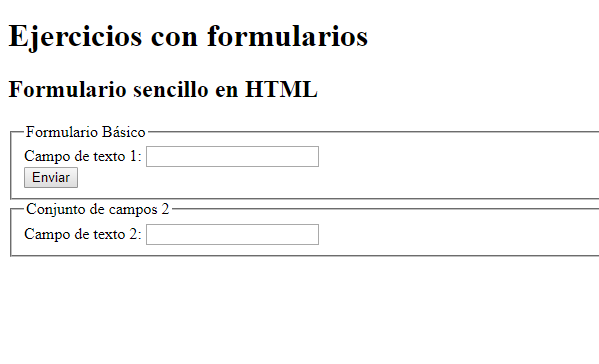 Ejercicios con formularios
Formulario sencillo en HTML
Formulario Básico
Campo de texto 1:
Enviar
Conjunto de campos 2
Campo de texto 2: